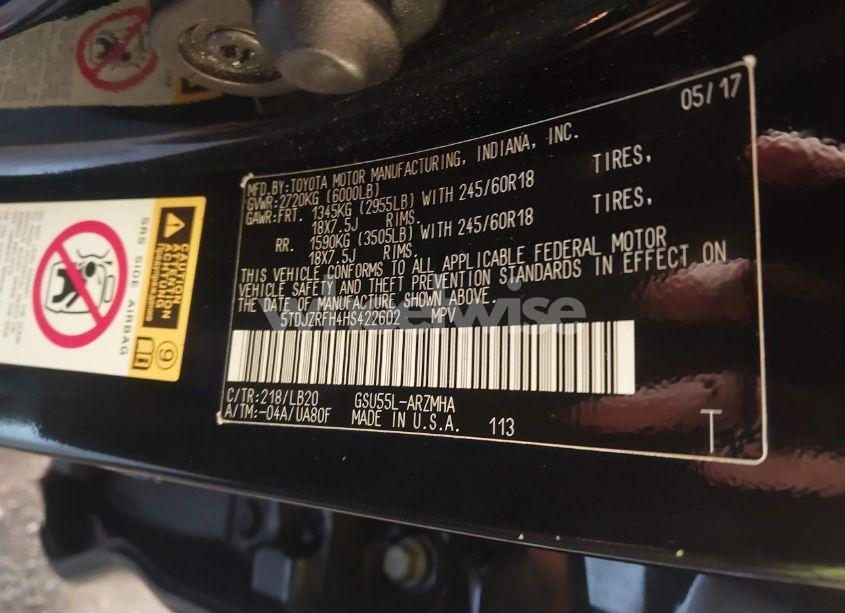 05/17
MFD.BY:TOYOTA MOTOR MANUFACTURING, INDIANA, INC.
GVWR:2720KG (6000LB)
GAWR:FRT. 1345KG (2955LB) WITH 245/60R18 TIRES,
18X7.5J RIMS.
RR. 1590KG (3505LB) WITH 245/60R18 TIRES,
18X7.5J RIMS.
THIS VEHICLE CONFORMS TO ALL APPLICABLE FEDERAL MOTOR
VEHICLE SAFETY AND THEFT PREVENTION STANDARDS IN EFFECT ON
THE DATE OF MANUFACTURE SHOWN ABOVE.
5TDJZRFH4HS422602 MPV
C/TR:218/LB20 GSU55L-ARZMHA
A/TM:-04A/UA80F MADE IN U.S.A. 113
T
SRS SIDE AIRBAG
CAUTION
ATTENTION
9